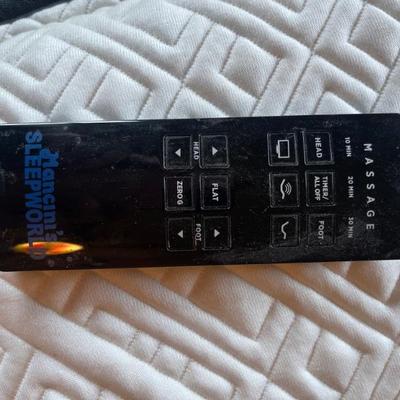 MASSAGE
10 MIN 20 MIN 30 MIN
HEAD TIMER/ FOOT
ALL OFF
HEAD FLAT FOOT
ZERO G
Mancini's
SLEEPWORLD